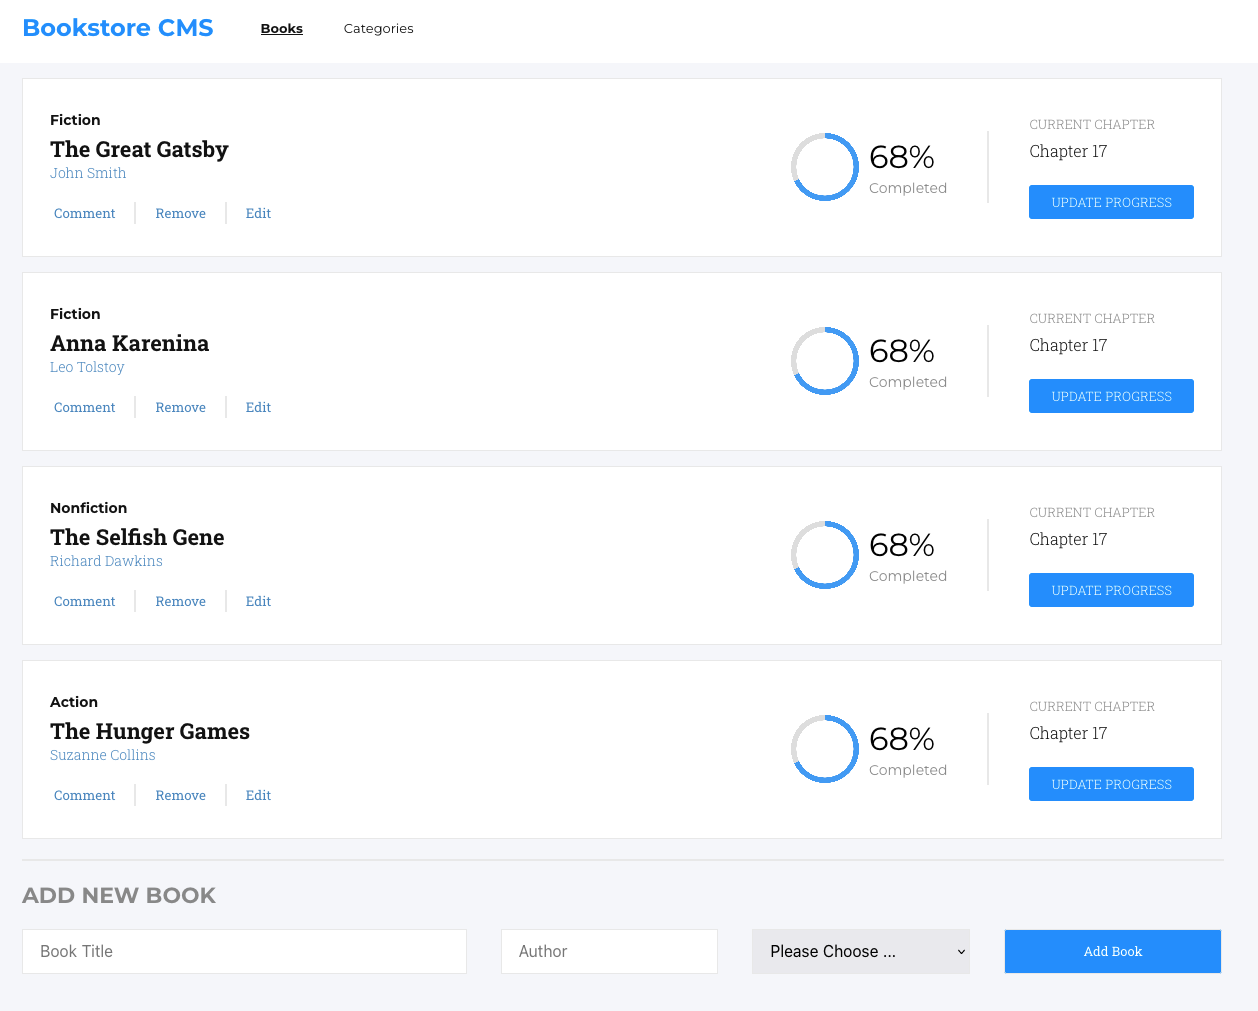 Bookstore CMS Books Categories
Fiction
The Great Gatsby
John Smith
Comment Remove Edit
68%
Completed
CURRENT CHAPTER
Chapter 17
UPDATE PROGRESS
Fiction
Anna Karenina
Leo Tolstoy
Comment Remove Edit
68%
Completed
CURRENT CHAPTER
Chapter 17
UPDATE PROGRESS
Nonfiction
The Selfish Gene
Richard Dawkins
Comment Remove Edit
68%
Completed
CURRENT CHAPTER
Chapter 17
UPDATE PROGRESS
Action
The Hunger Games
Suzanne Collins
Comment Remove Edit
68%
Completed
CURRENT CHAPTER
Chapter 17
UPDATE PROGRESS
ADD NEW BOOK
Book Title Author Please Choose ... Add Book